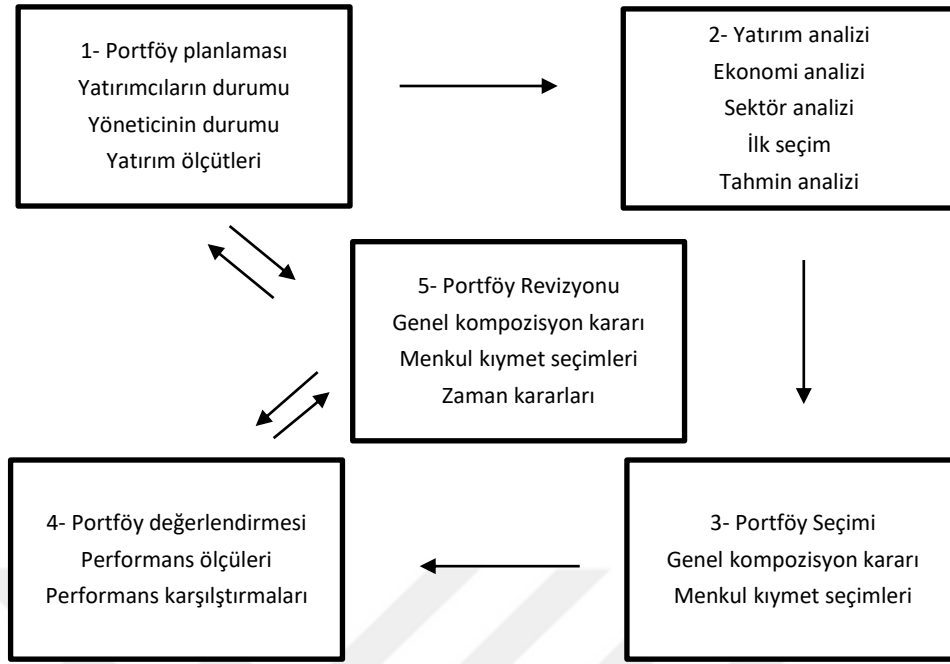 1- Portföy planlaması
Yatırımcıların durumu
Yöneticinin durumu
Yatırım ölçütleri
2- Yatırım analizi
Ekonomi analizi
Sektör analizi
İlk seçim
Tahmin analizi
5- Portföy Revizyonu
Genel kompozisyon kararı
Menkul kıymet seçimleri
Zaman kararları
4- Portföy değerlendirmesi
Performans ölçüleri
Performans karşılştırmaları
3- Portföy Seçimi
Genel kompozisyon kararı
Menkul kıymet seçimleri